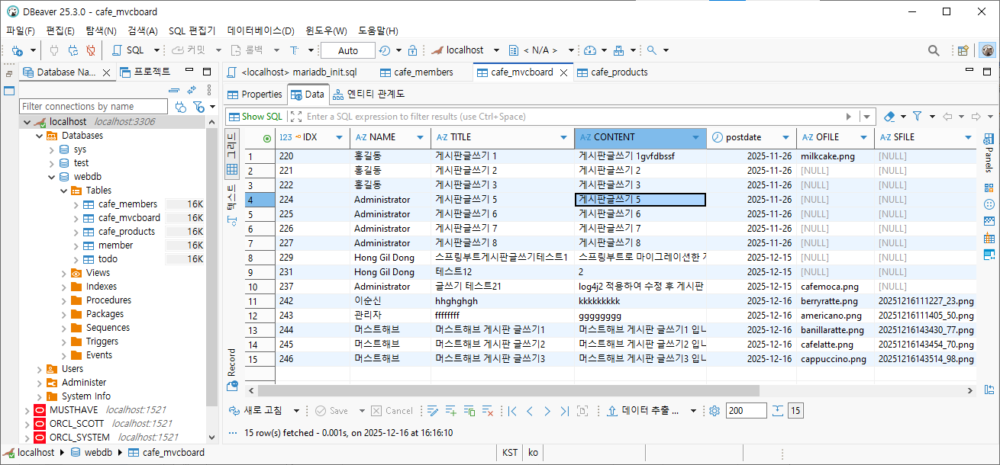 DBeaver 25.3.0 - cafe_mvcboard
파일(F) 편집(E) 탐색(N) 검색(A) SQL 편집기 데이터베이스(D) 윈도우(W) 도움말(H)
SQL 커밋 롤백 T Auto localhost < N/A >
Database Na... 프로젝트
<localhost> mariadb_init.sql cafe_members cafe_mvcboard cafe_products
Properties Data 엔티티 관계도
Filter connections by name
Show SQL Enter a SQL expression to filter results (use Ctrl+Space)
localhost localhost:3306
Databases
sys
test
webdb
Tables
cafe_members 16K
cafe_mvcboard 16K
cafe_products 16K
member 16K
todo 16K
Views
Indexes
Procedures
Packages
Sequences
Triggers
Events
Users
Administer
System Info
MUSTHAVE localhost:1521
ORCL_SCOTT localhost:1521
ORCL_SYSTEM localhost:1521
그리드
텍스트
Record
123 IDX A-Z NAME A-Z TITLE A-Z CONTENT postdate A-Z OFILE A-Z SFILE
1 220 홍길동 게시판글쓰기 1 게시판글쓰기 1gvfdbssf 2025-11-26 milkcake.png [NULL]
2 221 홍길동 게시판글쓰기 2 게시판글쓰기 2 2025-11-26 [NULL] [NULL]
3 222 홍길동 게시판글쓰기 3 게시판글쓰기 3 2025-11-26 [NULL] [NULL]
4 224 Administrator 게시판글쓰기 5 게시판글쓰기 5 2025-11-26 [NULL] [NULL]
5 225 Administrator 게시판글쓰기 6 게시판글쓰기 6 2025-11-26 [NULL] [NULL]
6 226 Administrator 게시판글쓰기 7 게시판글쓰기 7 2025-11-26 [NULL] [NULL]
7 227 Administrator 게시판글쓰기 8 게시판글쓰기 8 2025-11-26 [NULL] [NULL]
8 229 Hong Gil Dong 스프링부트게시판글쓰기테스트1 스프링부트로 마이그레이션한 2025-12-15 [NULL] [NULL]
9 231 Hong Gil Dong 테스트12 2 2025-12-15 [NULL] [NULL]
10 237 Administrator 글쓰기 테스트21 log4j2 적용하여 수정 후 게시판 2025-12-15 cafemoca.png [NULL]
11 242 이순신 hhghghgh kkkkkkkkk 2025-12-16 berryratte.png 20251216111227_23.png
12 243 관리자 ffffffff gggggggg 2025-12-16 americano.png 20251216111405_50.png
13 244 머스트해브 머스트해브 게시판 글쓰기1 머스트해브 게시판 글쓰기1 입니 2025-12-16 banillaratte.png 20251216143430_77.png
14 245 머스트해브 머스트해브 게시판 글쓰기2 머스트해브 게시판 글쓰기2 입니 2025-12-16 cafelatte.png 20251216143454_70.png
15 246 머스트해브 머스트해브 게시판 글쓰기3 머스트해브 게시판 글쓰기3 입니 2025-12-16 cappuccino.png 20251216143514_98.png
Panels
새로 고침 Save Cancel 데이터 추출 ... 200 15
15 row(s) fetched - 0.001s, on 2025-12-16 at 16:16:10
localhost webdb cafe_mvcboard KST ko